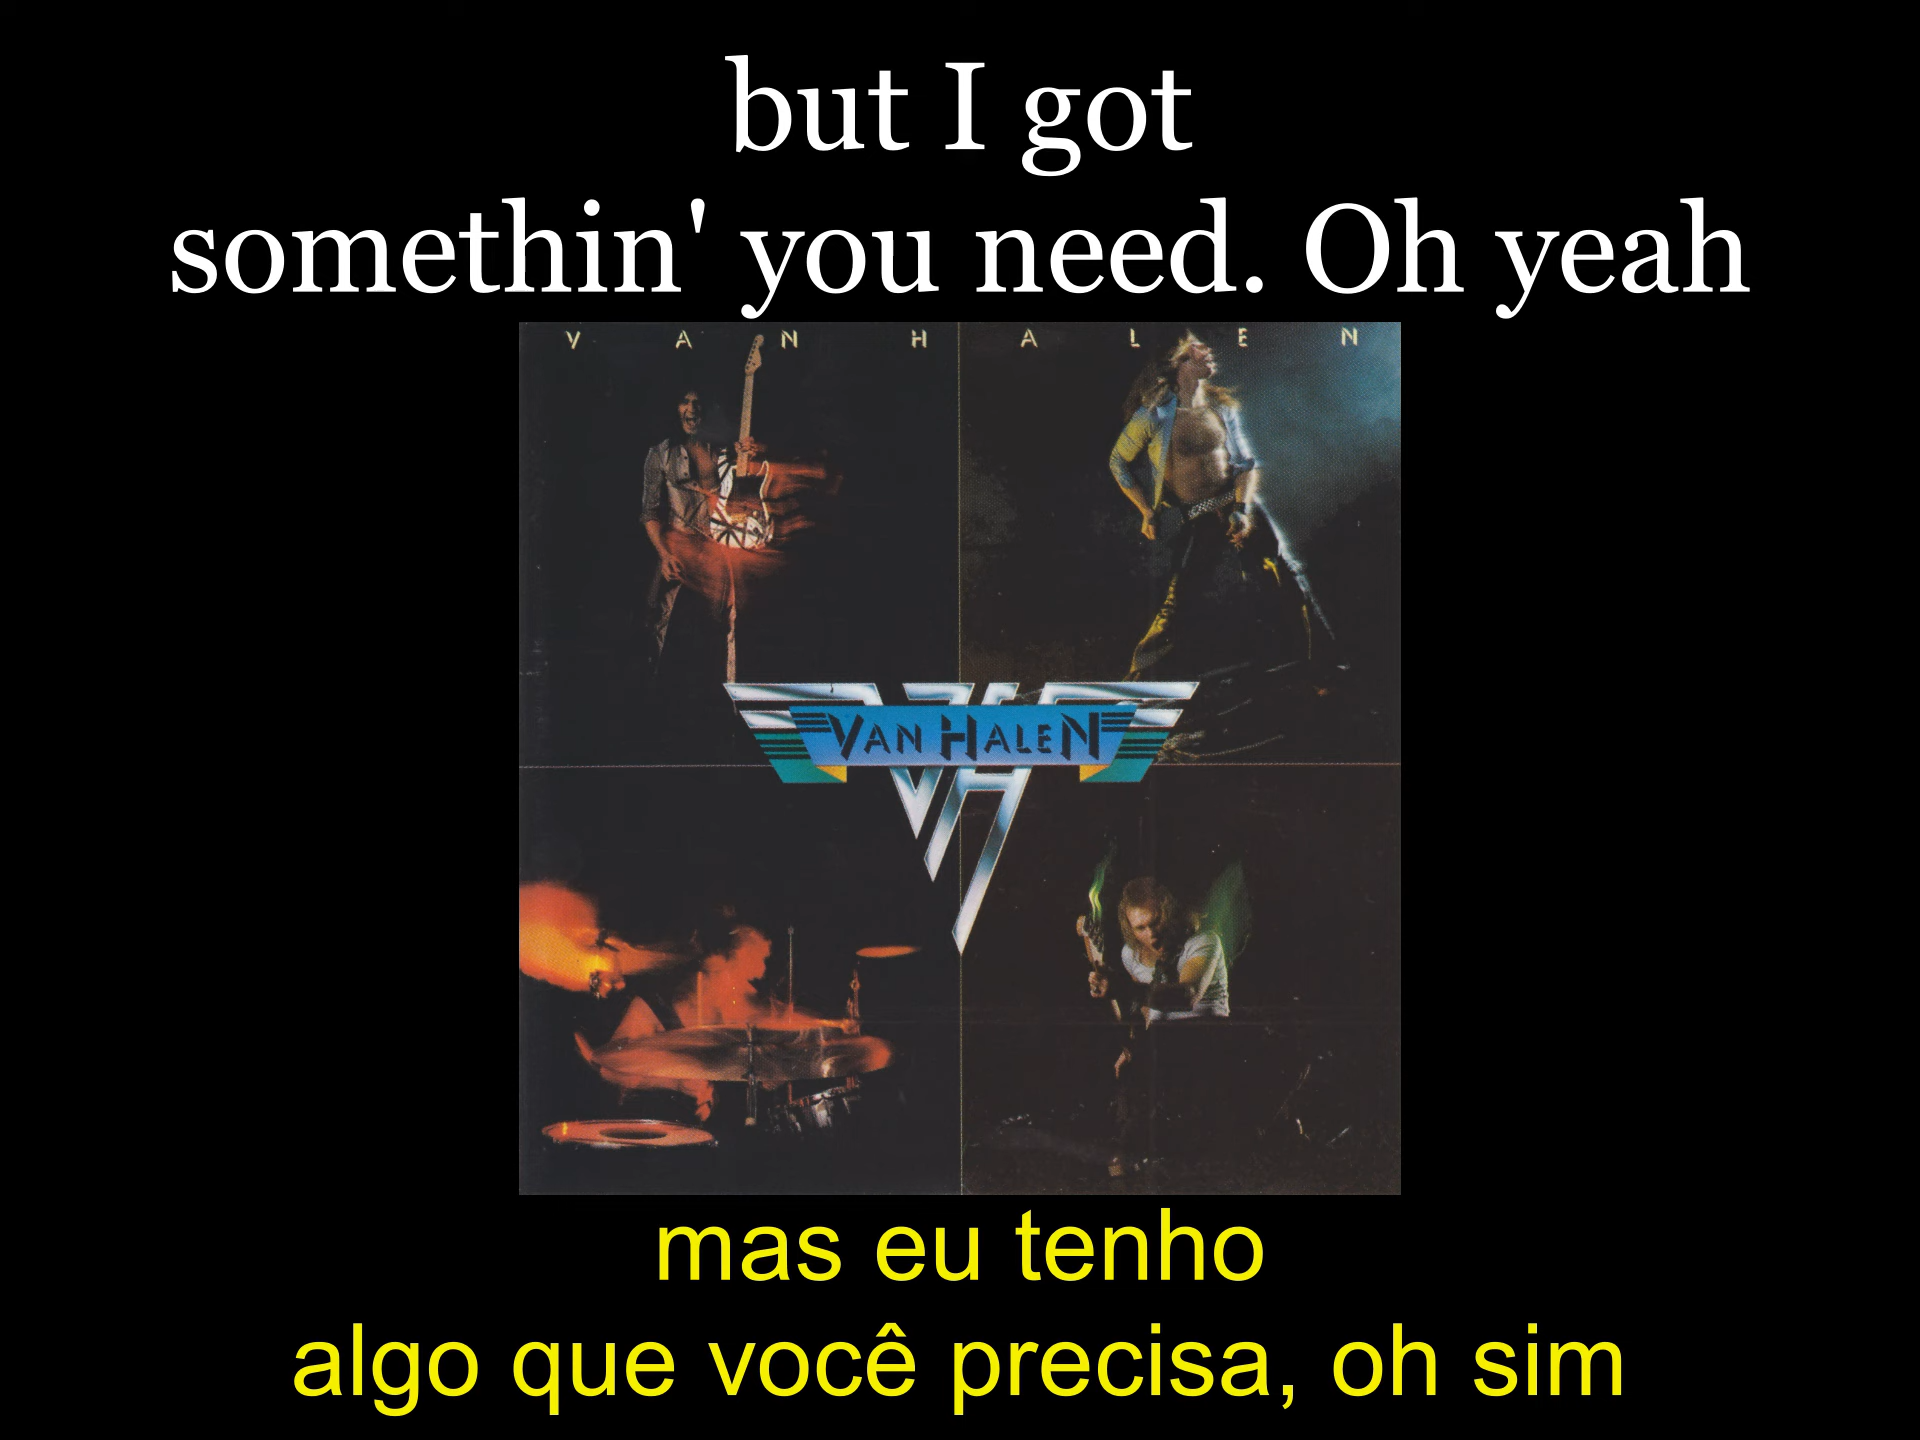 but I got
somethin' you need. Oh yeah
V A N H A L E N
VAN HALEN
mas eu tenho
algo que você precisa, oh sim